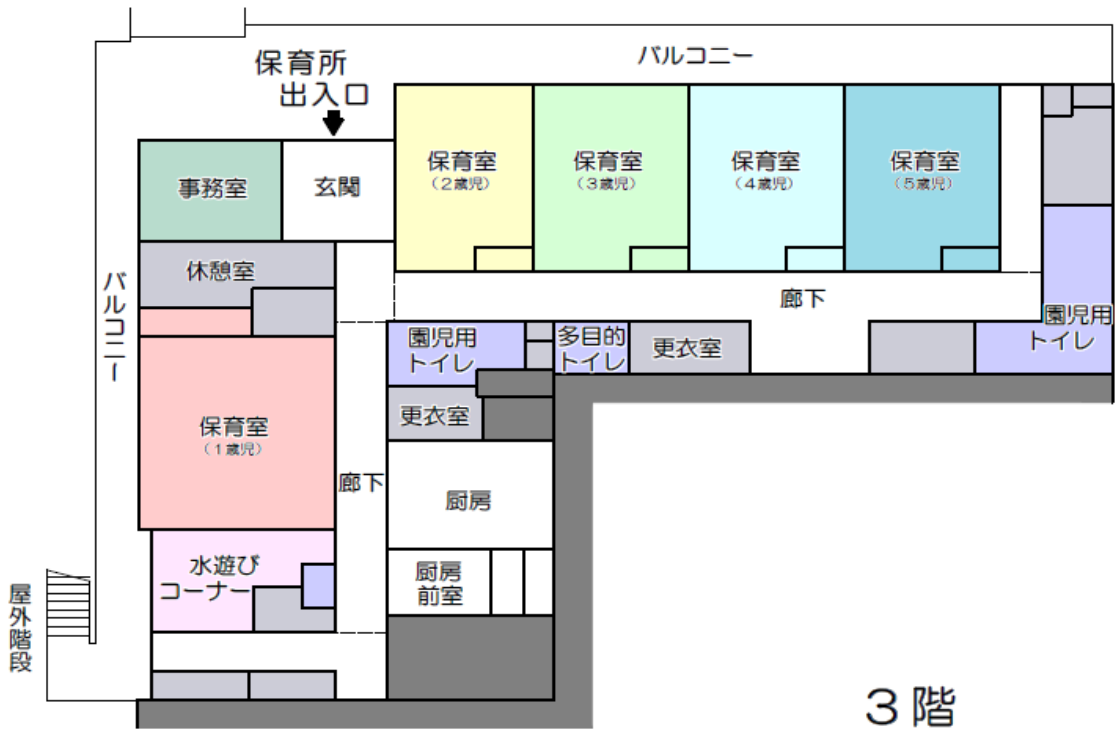 バルコニー
保育所
出入口
保育室
（2歳児）
保育室
（3歳児）
保育室
（4歳児）
保育室
（5歳児）
事務室
玄関
休憩室
バルコニー
廊下
園児用
トイレ
多目的
トイレ
更衣室
園児用
トイレ
更衣室
保育室
（1歳児）
廊下
厨房
水遊び
コーナー
厨房
前室
屋外階段
3階